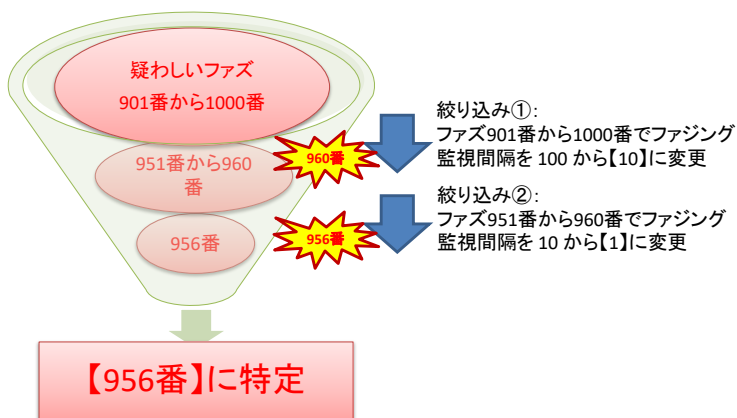 疑わしいファズ
901番から1000番
絞り込み①:
ファズ901番から1000番でファジング
監視間隔を 100 から【10】に変更
951番から960
番
960番
絞り込み②:
ファズ951番から960番でファジング
監視間隔を 10 から【1】に変更
956番
956番
【956番】に特定